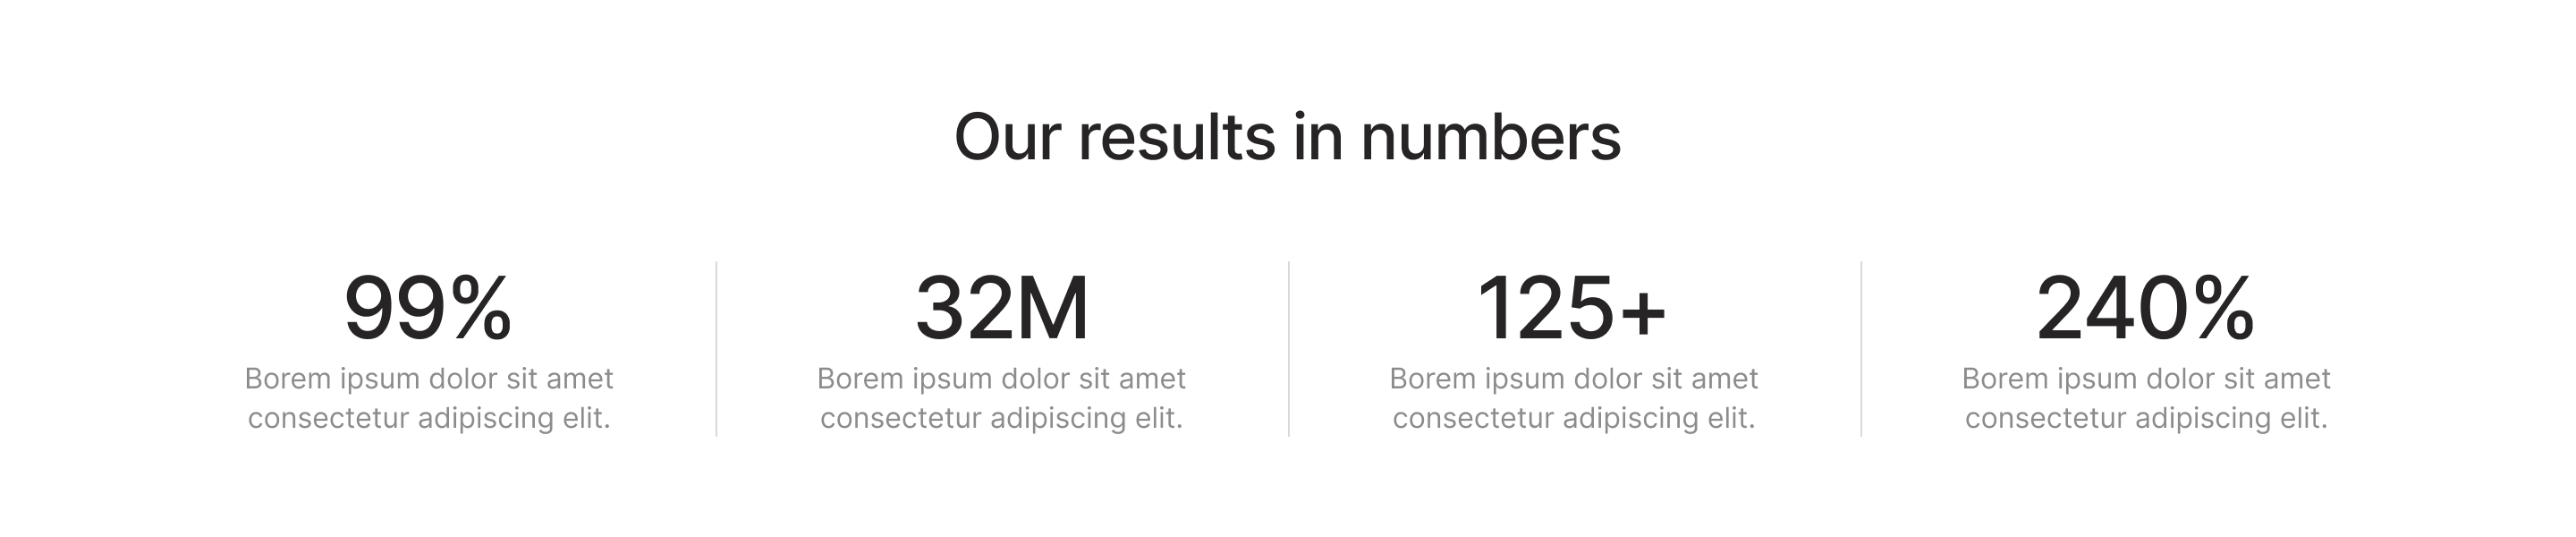 Our results in numbers
99%
Borem ipsum dolor sit amet
consectetur adipiscing elit.
32M
Borem ipsum dolor sit amet
consectetur adipiscing elit.
125+
Borem ipsum dolor sit amet
consectetur adipiscing elit.
240%
Borem ipsum dolor sit amet
consectetur adipiscing elit.